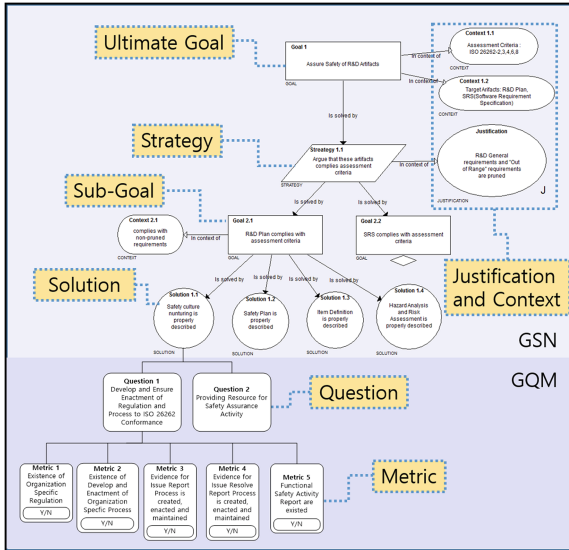 Ultimate Goal
Goal 1
Assure Safety of R&D Artifacts
GOAL
In context of
Context 1.1
Assessment Criteria :
ISO 26262-2,3,4,6,8
CONTEXT
In context of
Context 1.2
Target Artifacts: R&D Plan,
SRS(Software Requirement
Specification)
CONTEXT
Is solved by
Strategy
Streategy 1.1
Argue that these artifacts
complies assessment
criteria
STRATEGY
In context of
Justification
R&D General
requirements and "Out
of Range" requirements
are pruned
J
JUSTIFICATION
Is solved by
Is solved by
Sub-Goal
Context 2.1
complies with
non-pruned
requirements
CONTEXT
In context of
Goal 2.1
R&D Plan complies with
assessment criteria
GOAL
Goal 2.2
SRS complies with assessment
criteria
GOAL
Justification
and Context
Is solved by
Is solved by
Is solved by
Is solved by
Solution
Solution 1.1
Safety culture
nurturing is
properly
described
SOLUTION
Solution 1.2
Safety Plan is
properly
described
SOLUTION
Solution 1.3
Item Definition
is properly
described
SOLUTION
Solution 1.4
Hazard Analysis
and Risk
Assessment is
properly described
SOLUTION
GSN
GQM
Question 1
Develop and Ensure
Enactment of
Regulation and
Process to ISO 26262
Conformance
Question 2
Providing Resource for
Safety Assurance
Activity
Question
Metric 1
Existence of
Organization
Specific
Regulation
Y/N
Metric 2
Existence of
Develop and
Enactment of
Organization
Specfic Process
Y/N
Metric 3
Evidence for
Issue Report
Process is
created,
enacted and
maintained
Y/N
Metric 4
Evidence for
Issue Resolve
Report Process
is created,
enacted and
maintained
Y/N
Metric 5
Functional
Safety Activity
Report are
existed
Y/N
Metric